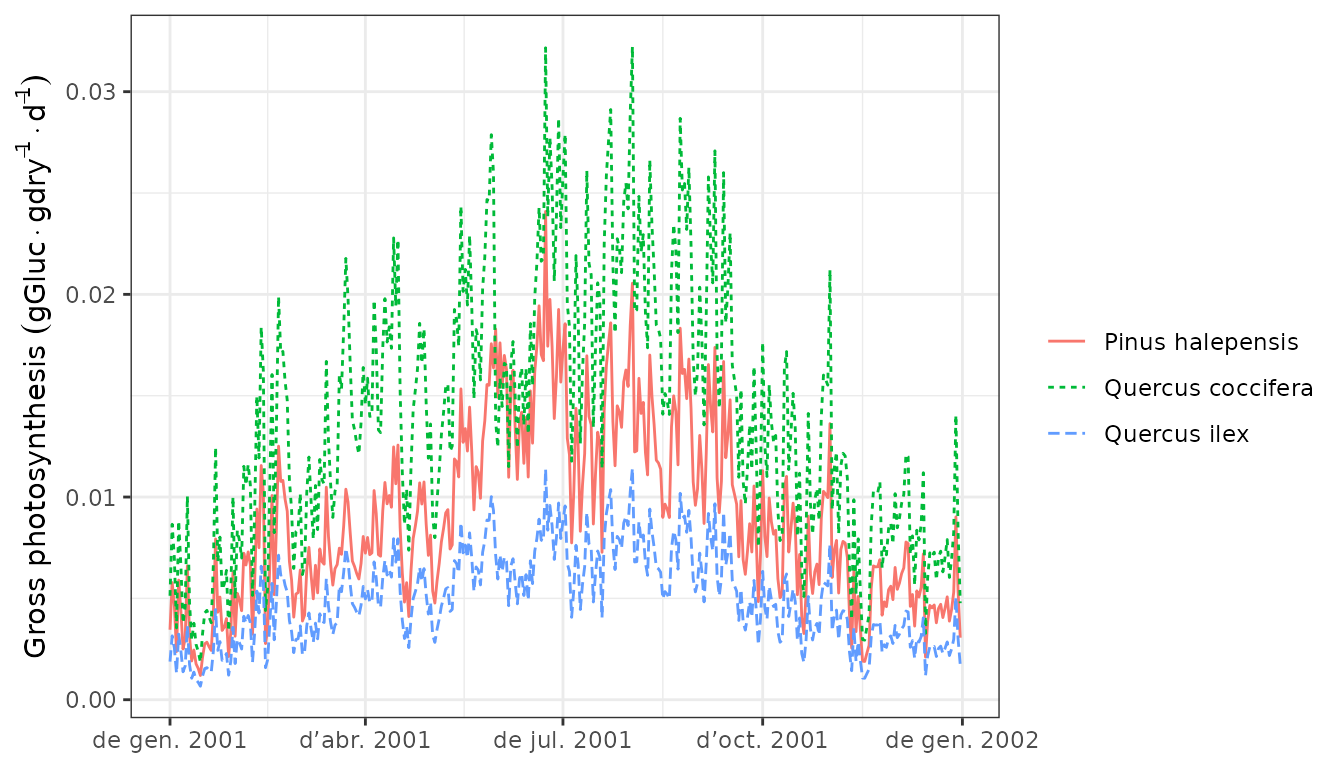 Gross photosynthesis (gGluc · gdry⁻¹ · d⁻¹)
0.03
0.02
0.01
0.00
de gen. 2001 d’abr. 2001 de jul. 2001 d’oct. 2001 de gen. 2002
Pinus halepensis
Quercus coccifera
Quercus ilex